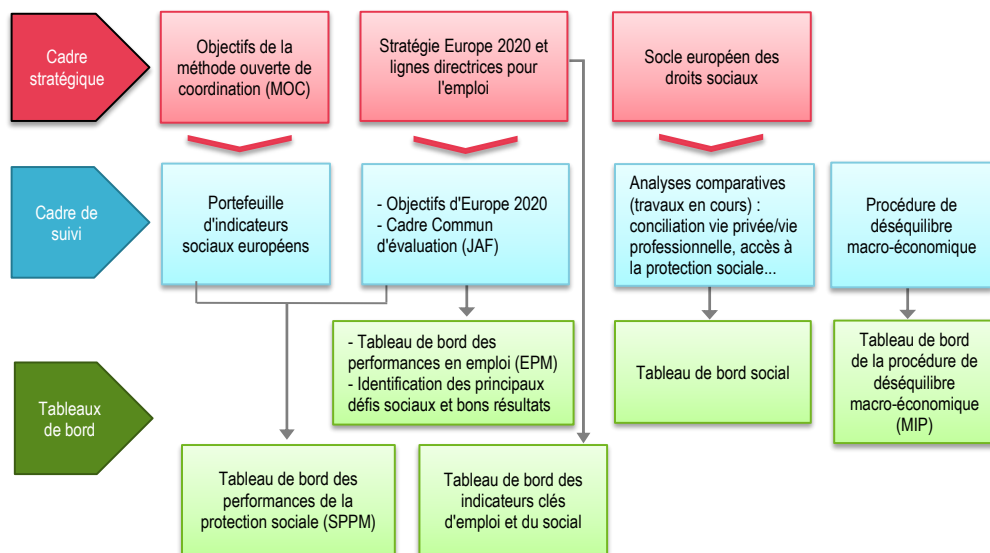 Cadre
stratégique
Objectifs de la
méthode ouverte de
coordination (MOC)
Stratégie Europe 2020 et
lignes directrices pour
l'emploi
Socle européen des
droits sociaux
Cadre de
suivi
Portefeuille
d'indicateurs
sociaux européens
- Objectifs d'Europe 2020
- Cadre Commun
d'évaluation (JAF)
Analyses comparatives
(travaux en cours) :
conciliation vie privée/vie
professionnelle, accès à
la protection sociale...
Procédure de
déséquilibre
macro-économique
Tableaux
de bord
- Tableau de bord des
performances en emploi (EPM)
- Identification des principaux
défis sociaux et bons résultats
Tableau de bord social
Tableau de bord
de la procédure de
déséquilibre
macro-économique
(MIP)
Tableau de bord des
performances de la
protection sociale (SPPM)
Tableau de bord des
indicateurs clés
d'emploi et du social